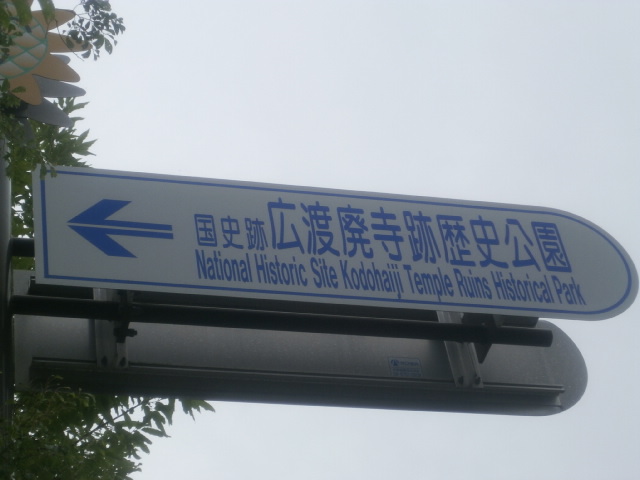 国史跡広渡廃寺跡歴史公園
National Historic Site Kodohaiji Temple Ruins Historical Park